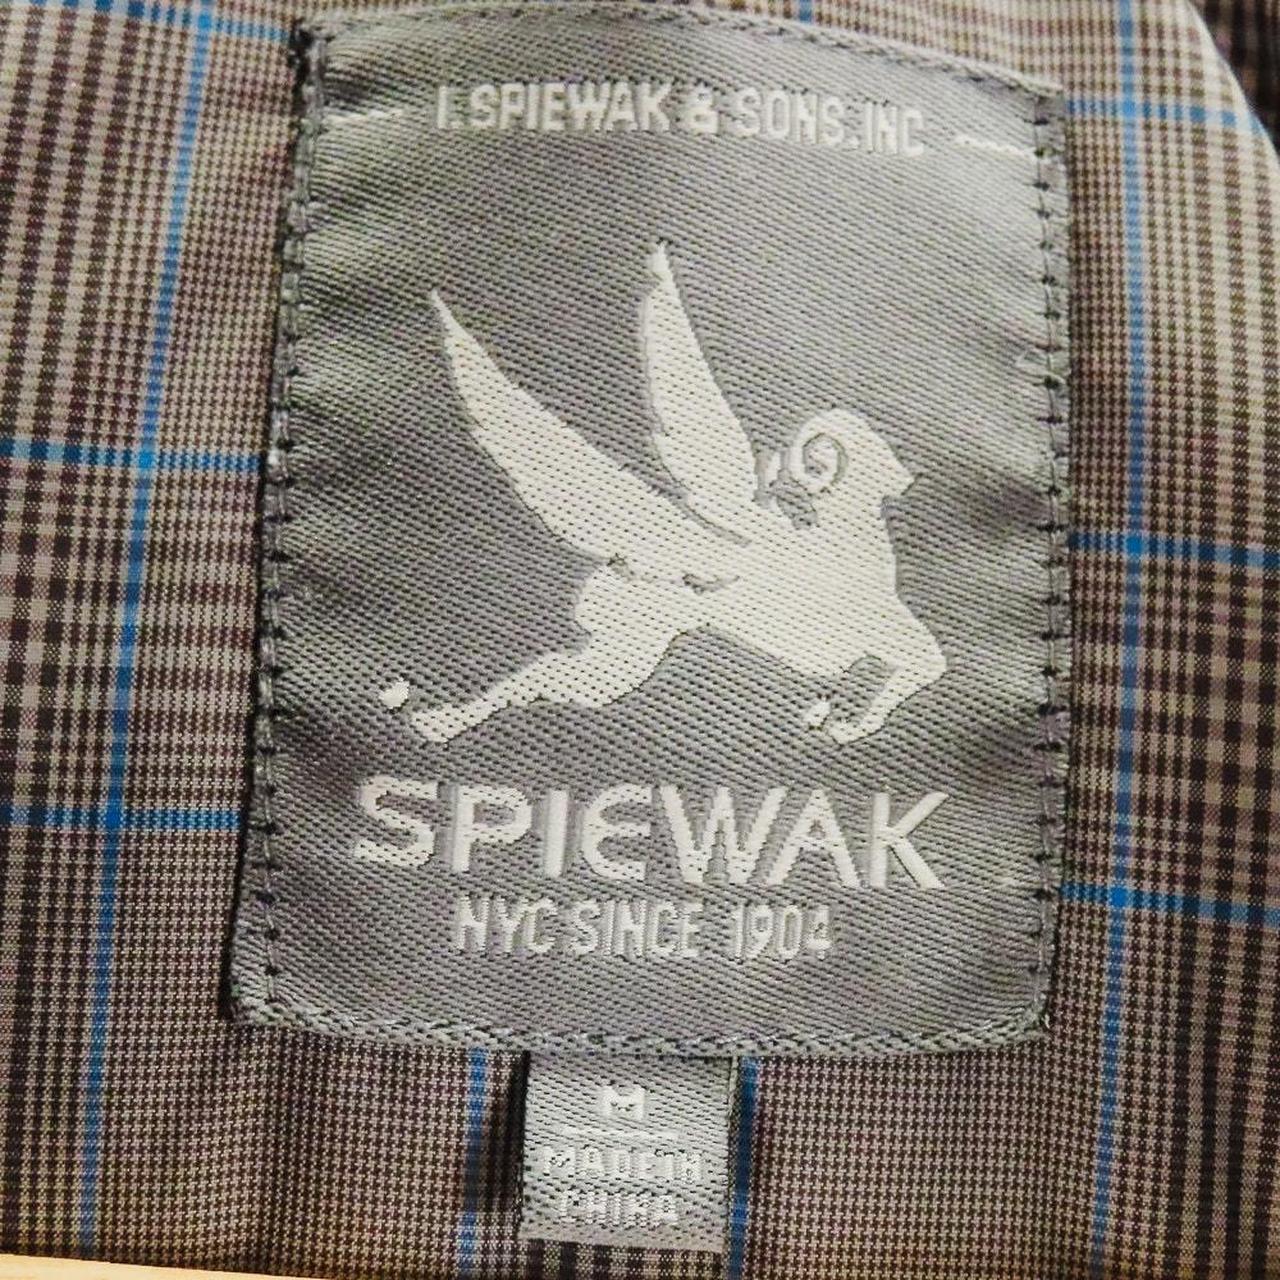 I. SPIEWAK & SONS. INC
SPIEWAK
NYC SINCE 1904
M
MADE IN
CHINA